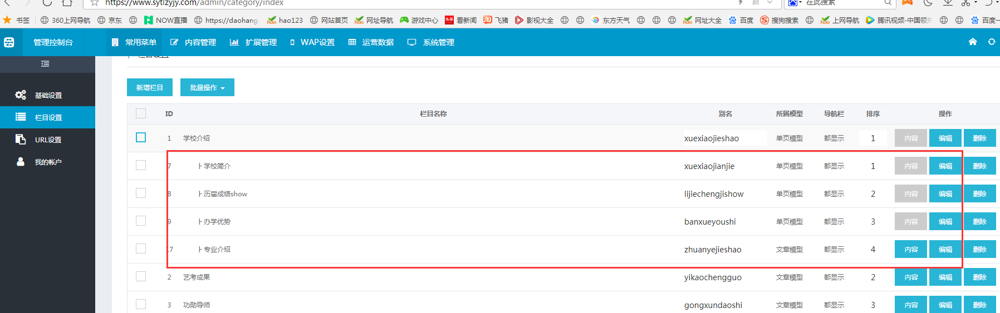 https://www.sytlzyjy.com/admin/category/index
在此搜索
书签 360上网导航 京东 NOW直播 https://daohang. hao123 网站首页 网址导航 游戏中心 看新闻 飞猪 影视大全 东方天气 网址大全 百度 搜狗搜索 上网导航 腾讯视频-中国领先 百度一
管理控制台 常用菜单 内容管理 扩展管理 WAP设置 运营数据 系统管理
栏目设置
基础设置
栏目设置
URL设置
我的帐户
新增栏目 批量操作
ID 栏目名称 别名 所属模型 导航栏 排序 操作
1 学校介绍 xuexiaojieshao 单页模型 都显示 1 内容 编辑 删除
7 ├ 学校简介 xuexiaojianjie 单页模型 都显示 1 内容 编辑 删除
8 ├ 历届成绩show lijiechengjishow 单页模型 都显示 2 内容 编辑 删除
9 ├ 办学优势 banxueyoushi 单页模型 都显示 3 内容 编辑 删除
17 ├ 专业介绍 zhuanyejieshao 文章模型 都显示 4 内容 编辑 删除
2 艺考成果 yikaochengguo 文章模型 都显示 2 内容 编辑 删除
3 功勋导师 gongxundaoshi 文章模型 都显示 3 内容 编辑 删除